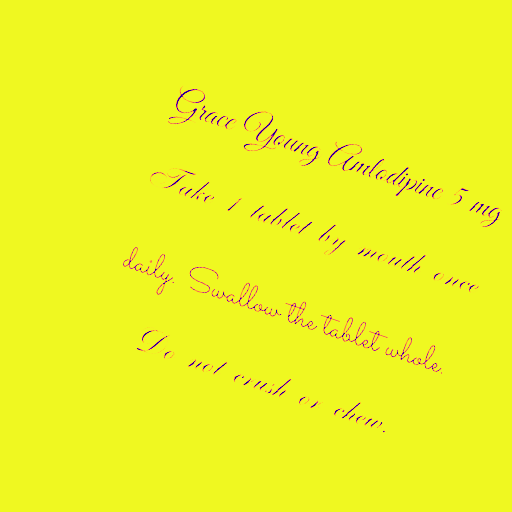 Grace Young Amlodipine 5 mg
Take 1 tablet by mouth once
daily. Swallow the tablet whole.
Do not crush or chew.